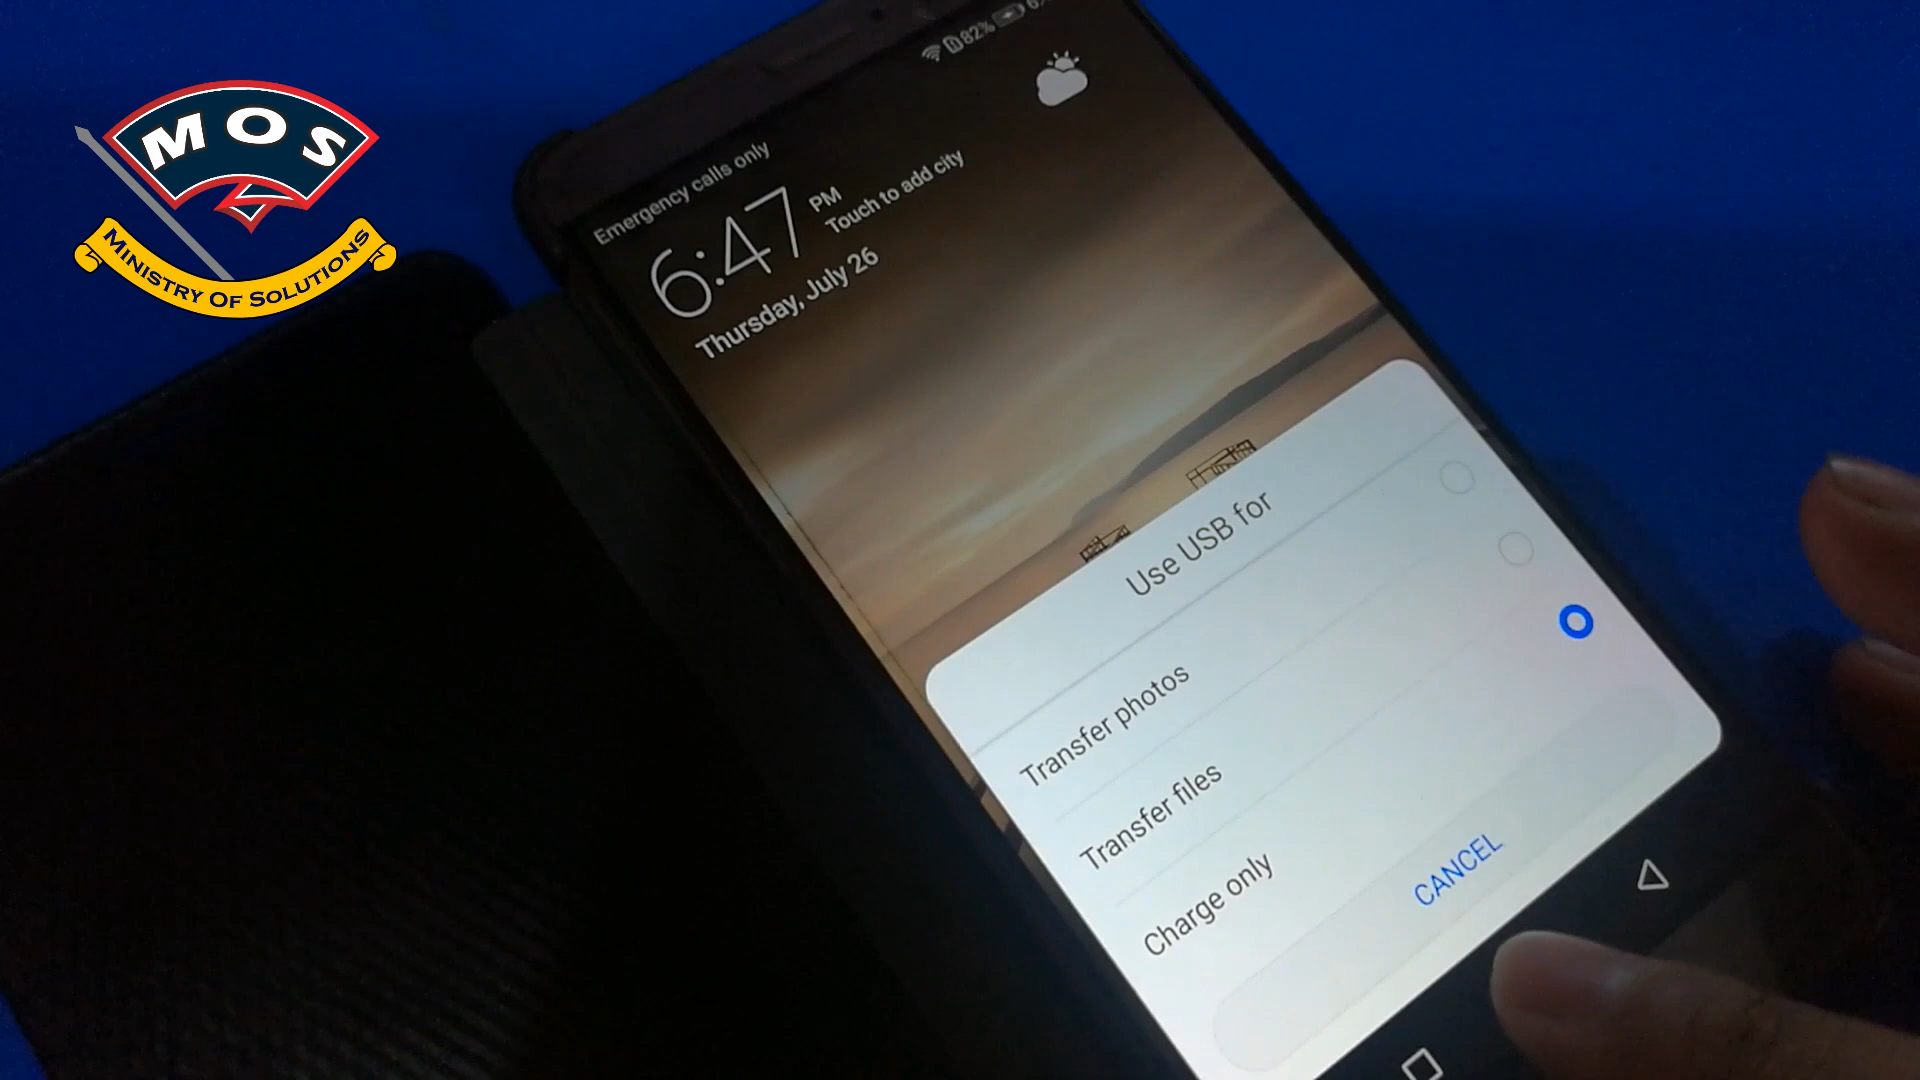 MOS
MINISTRY OF SOLUTIONS
82%
Emergency calls only
6:47 PM
Touch to add city
Thursday, July 26
Use USB for
Transfer photos
Transfer files
Charge only
CANCEL